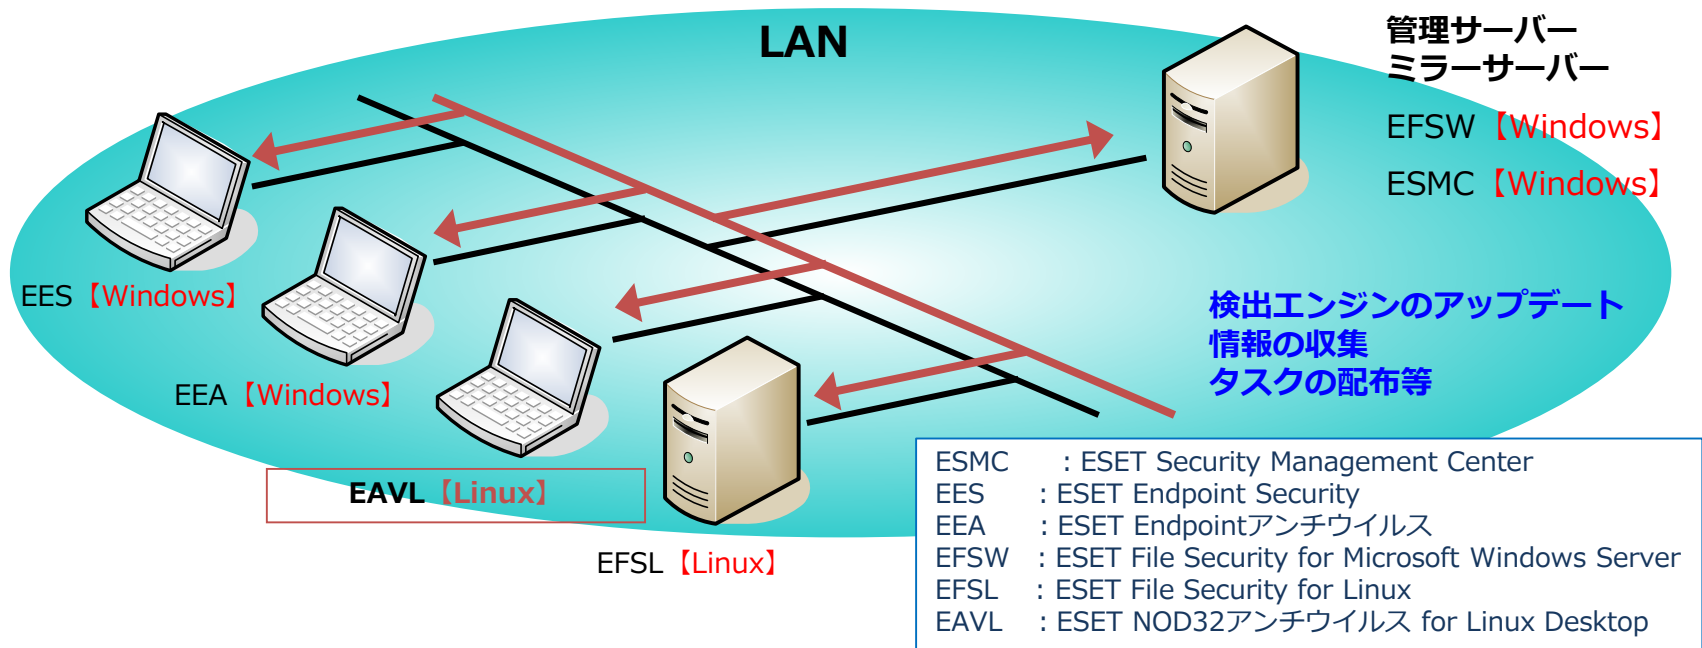 LAN
管理サーバー
ミラーサーバー
EFSW【Windows】
ESMC【Windows】
EES【Windows】
EEA【Windows】
EAVL【Linux】
EFSL【Linux】
検出エンジンのアップデート
情報の収集
タスクの配布等
ESMC : ESET Security Management Center
EES : ESET Endpoint Security
EEA : ESET Endpointアンチウイルス
EFSW : ESET File Security for Microsoft Windows Server
EFSL : ESET File Security for Linux
EAVL : ESET NOD32アンチウイルス for Linux Desktop